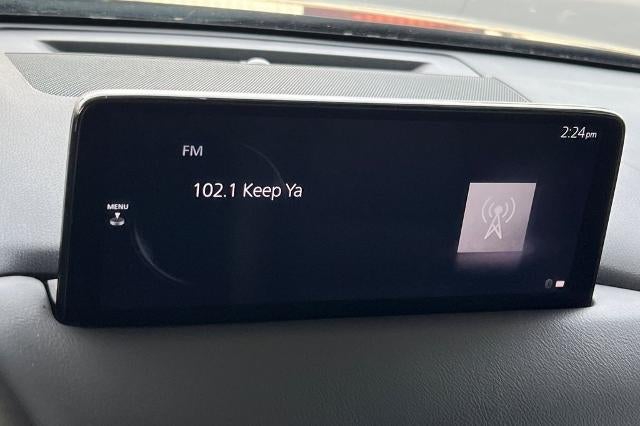 2:24pm
FM
102.1 Keep Ya
MENU